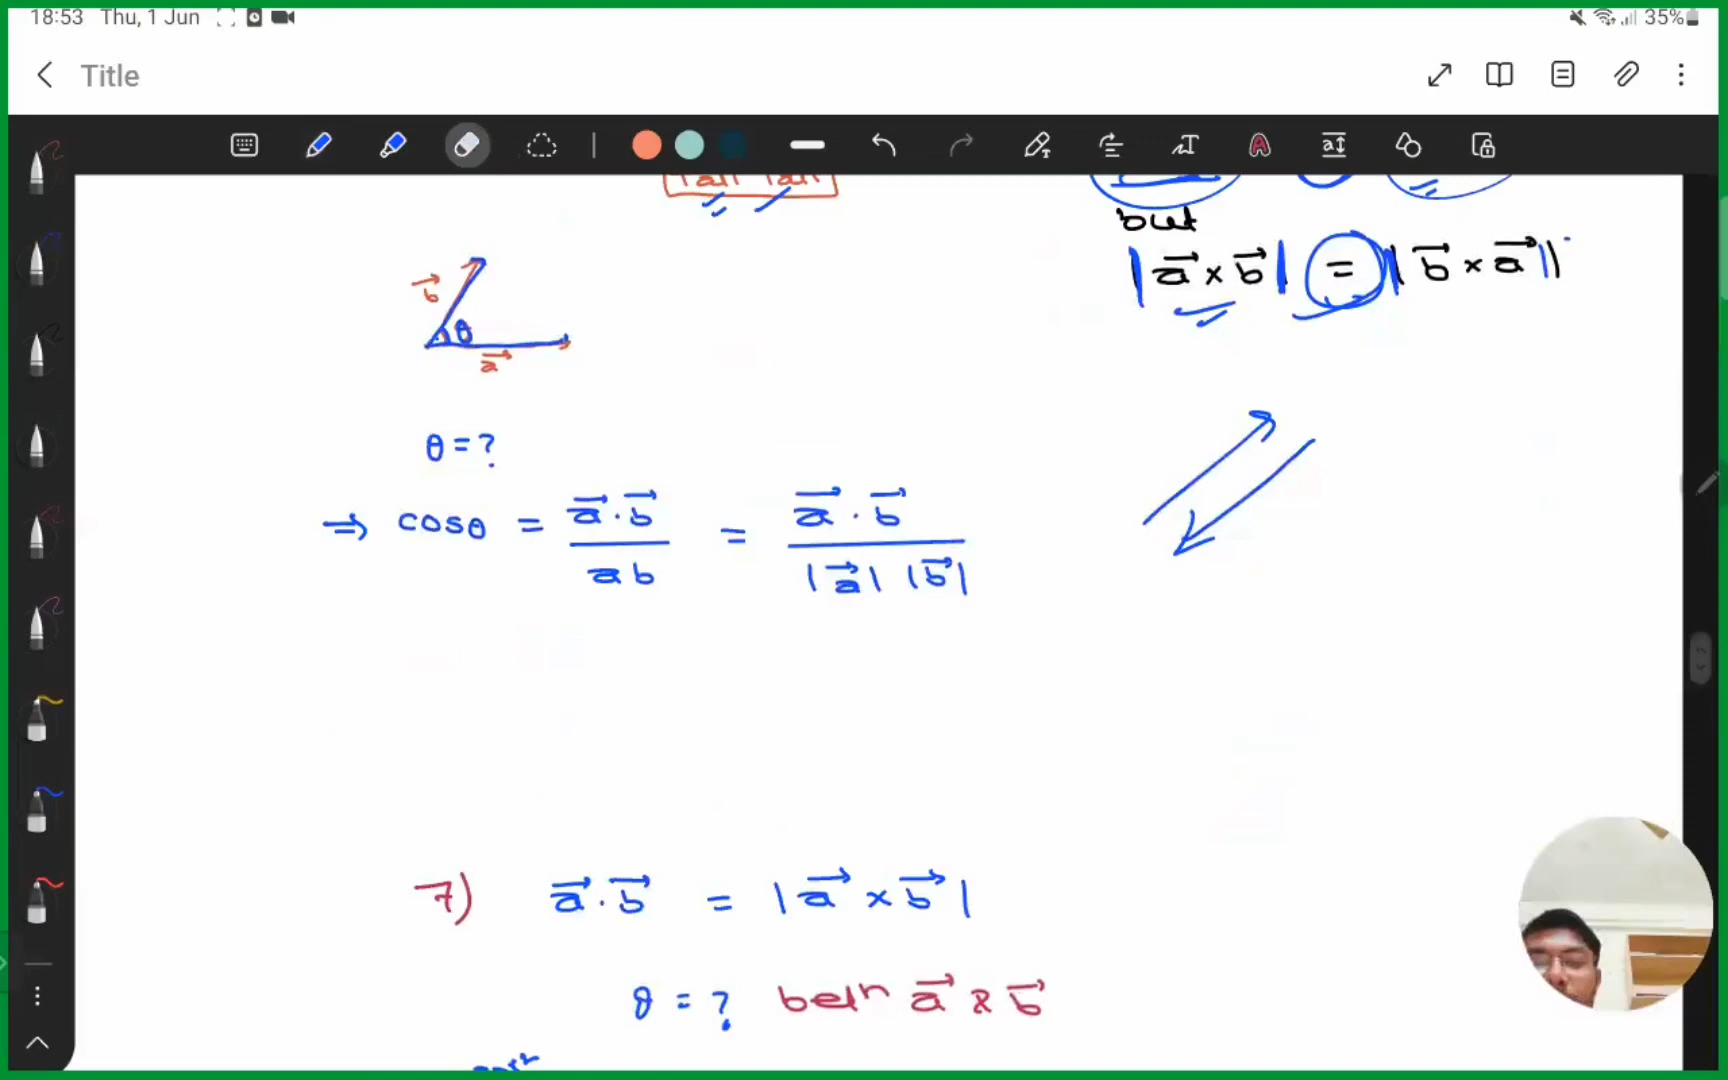 18:53 Thu, 1 Jun
35%
Title
but
|a⃗ × b⃗| = |b⃗ × a⃗|
b⃗
θ
a⃗
θ = ?
⇒ cosθ = a⃗·b⃗ / ab = a⃗·b⃗ / |a⃗| |b⃗|
7) a⃗·b⃗ = |a⃗ × b⃗|
θ = ? betn a⃗ & b⃗